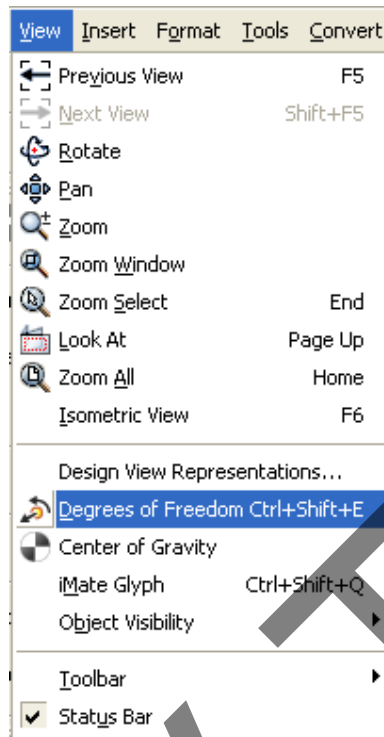 View Insert Format Tools Convert
Previous View F5
Next View Shift+F5
Rotate
Pan
Zoom
Zoom Window
Zoom Select End
Look At Page Up
Zoom All Home
Isometric View F6
Design View Representations...
Degrees of Freedom Ctrl+Shift+E
Center of Gravity
iMate Glyph Ctrl+Shift+Q
Object Visibility
Toolbar
Status Bar